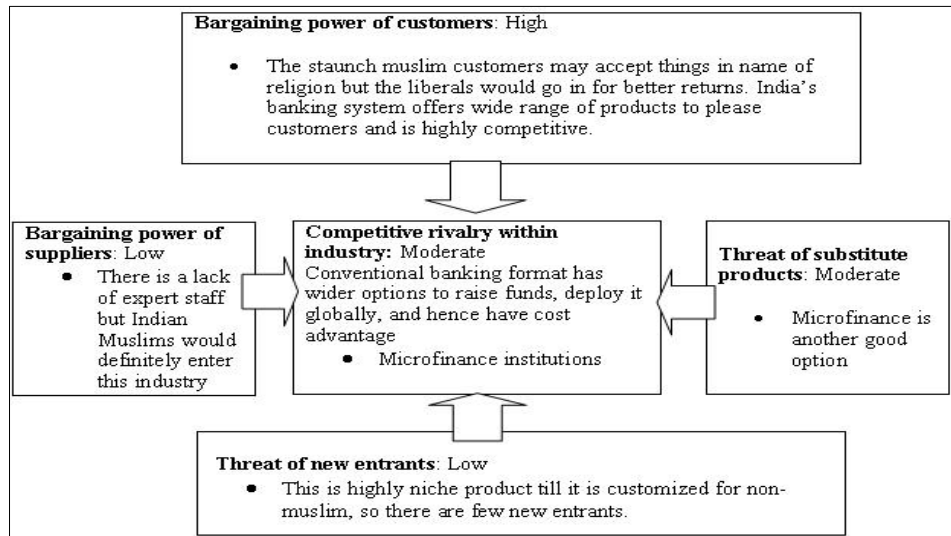 Bargaining power of customers: High
• The staunch muslim customers may accept things in name of
religion but the liberals would go in for better returns. India's
banking system offers wide range of products to please
customers and is highly competitive.
Bargaining power of
suppliers: Low
• There is a lack
of expert staff
but Indian
Muslims would
definitely enter
this industry
Competitive rivalry within
industry: Moderate
Conventional banking format has
wider options to raise funds, deploy it
globally, and hence have cost
advantage
• Microfinance institutions
Threat of substitute
products: Moderate
• Microfinance is
another good
option
Threat of new entrants: Low
• This is highly niche product till it is customized for non-
muslim, so there are few new entrants.